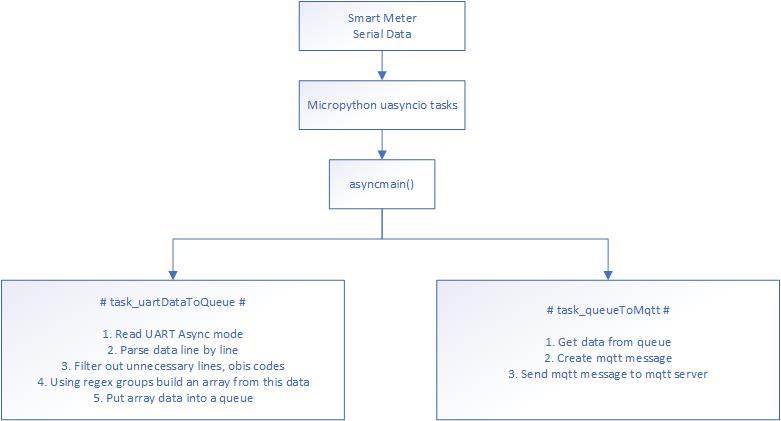 Smart Meter
Serial Data
Micropython uasyncio tasks
asyncmain()
# task_uartDataToQueue #
1. Read UART Async mode
2. Parse data line by line
3. Filter out unnecessary lines, obis codes
4. Using regex groups build an array from this data
5. Put array data into a queue
# task_queueToMqtt #
1. Get data from queue
2. Create mqtt message
3. Send mqtt message to mqtt server